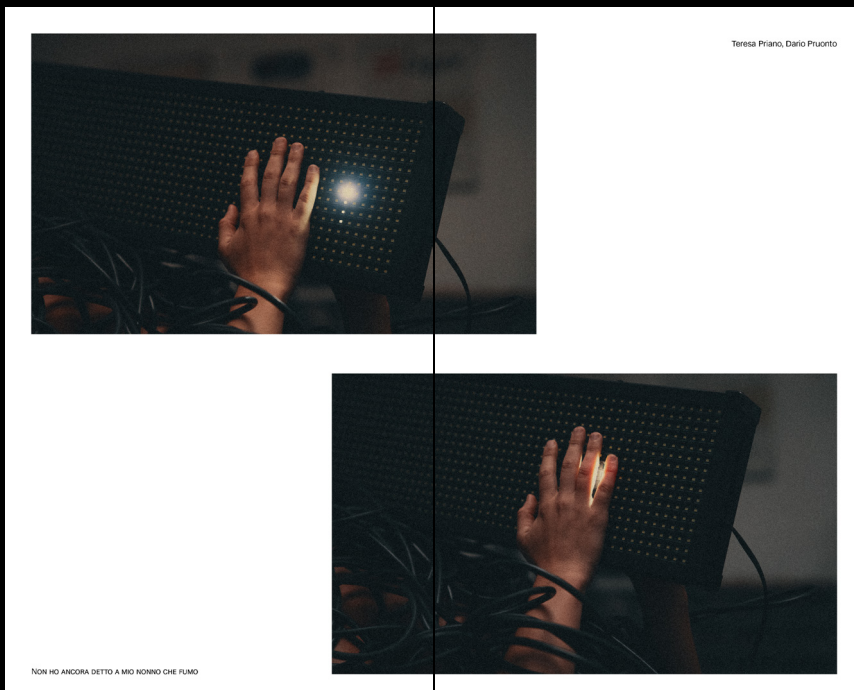 Teresa Priano, Dario Pruonto
NON HO ANCORA DETTO A MIO NONNO CHE FUMO